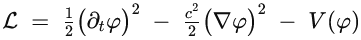 ℒ = ½(∂ₜφ)² − c²/2(∇φ)² − V(φ)